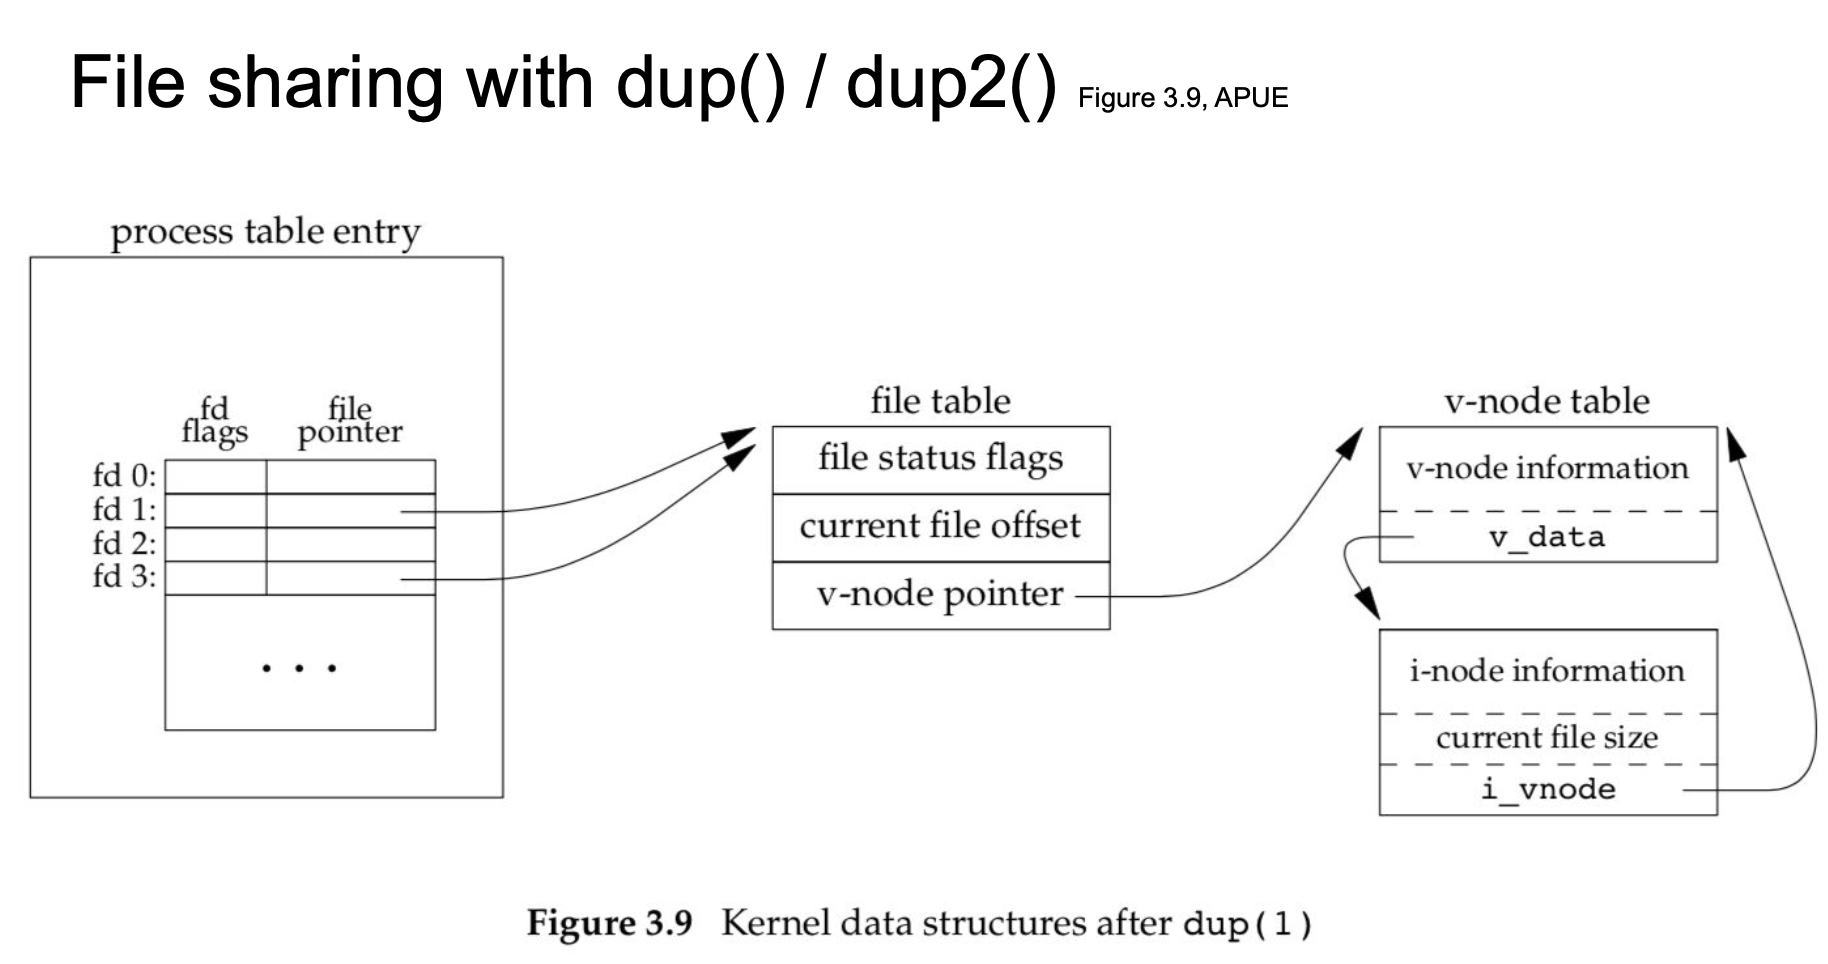 File sharing with dup() / dup2() Figure 3.9, APUE
process table entry
fd
flags
file
pointer
fd 0:
fd 1:
fd 2:
fd 3:
. . .
file table
file status flags
current file offset
v-node pointer
v-node table
v-node information
v_data
i-node information
current file size
i_vnode
Figure 3.9 Kernel data structures after dup(1)